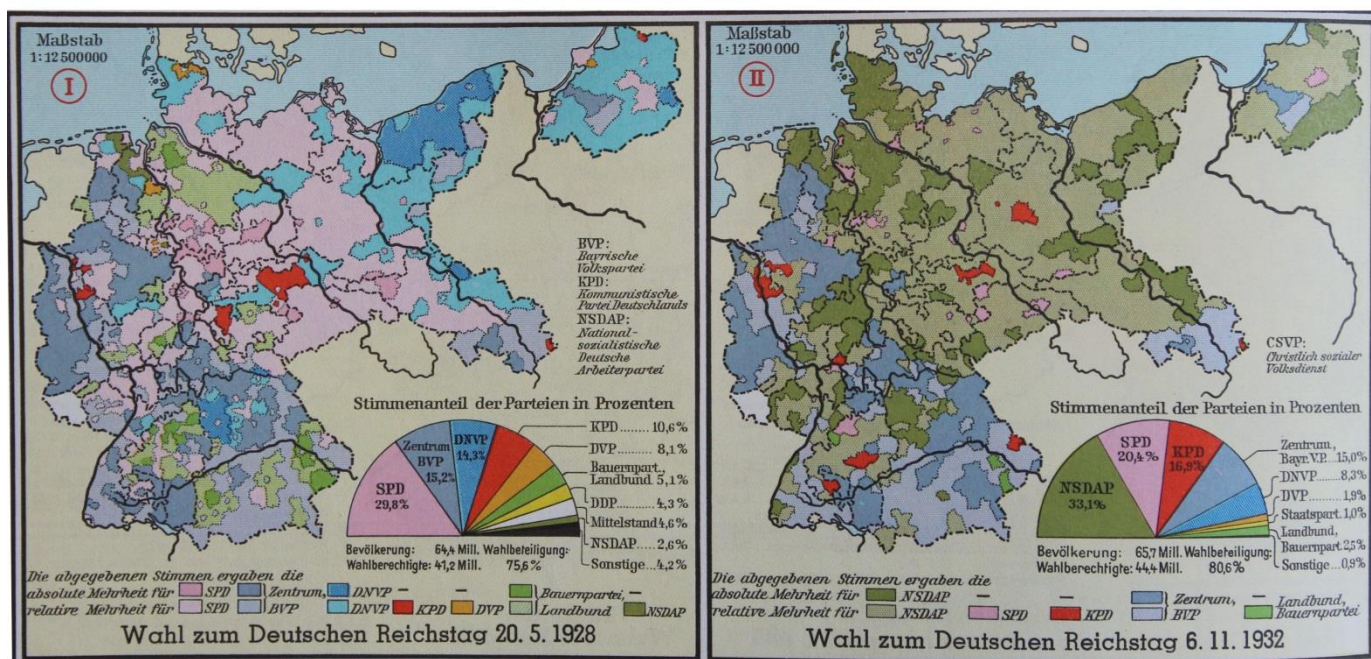 Maßstab
1:12 500 000
I
BVP:
Bayrische
Volkspartei
KPD:
Kommunistische
Partei Deutschlands
NSDAP:
National-
sozialistische
Deutsche
Arbeiterpartei
Stimmenanteil der Parteien in Prozenten
SPD
29,8%
Zentrum
BVP
15,2%
DNVP
14,3%
KPD ......... 10,6%
DVP ......... 8,1%
Bauernpart.,
Landbund. 5,1%
DDP ...... 4,3%
Mittelstand 4,6%
NSDAP ..... 2,6%
Sonstige ... 4,2%
Bevölkerung: 64,4 Mill. Wahlbeteiligung:
Wahlberechtigte: 41,2 Mill. 75,6%
Die abgegebenen Stimmen ergaben die
absolute Mehrheit für SPD Zentrum, DNVP — — Bauernpartei, —
relative Mehrheit für SPD BVP DNVP KPD DVP Landbund NSDAP
Wahl zum Deutschen Reichstag 20. 5. 1928
Maßstab
1:12 500 000
II
CSVP:
Christlich sozialer
Volksdienst
Stimmenanteil der Parteien in Prozenten
NSDAP
33,1%
SPD
20,4%
KPD
16,9%
Zentrum,
Bayr. V.P. ... 15,0%
DNVP ...... 8,3%
DVP ....... 1,9%
Staatspart. 1,0%
Landbund,
Bauernpart. 2,5%
Sonstige ... 0,9%
Bevölkerung: 65,7 Mill. Wahlbeteiligung:
Wahlberechtigte: 44,4 Mill. 80,6%
Die abgegebenen Stimmen ergaben die
absolute Mehrheit für NSDAP — — Zentrum, — Landbund,
relative Mehrheit für NSDAP SPD KPD BVP Bauernpartei
Wahl zum Deutschen Reichstag 6. 11. 1932